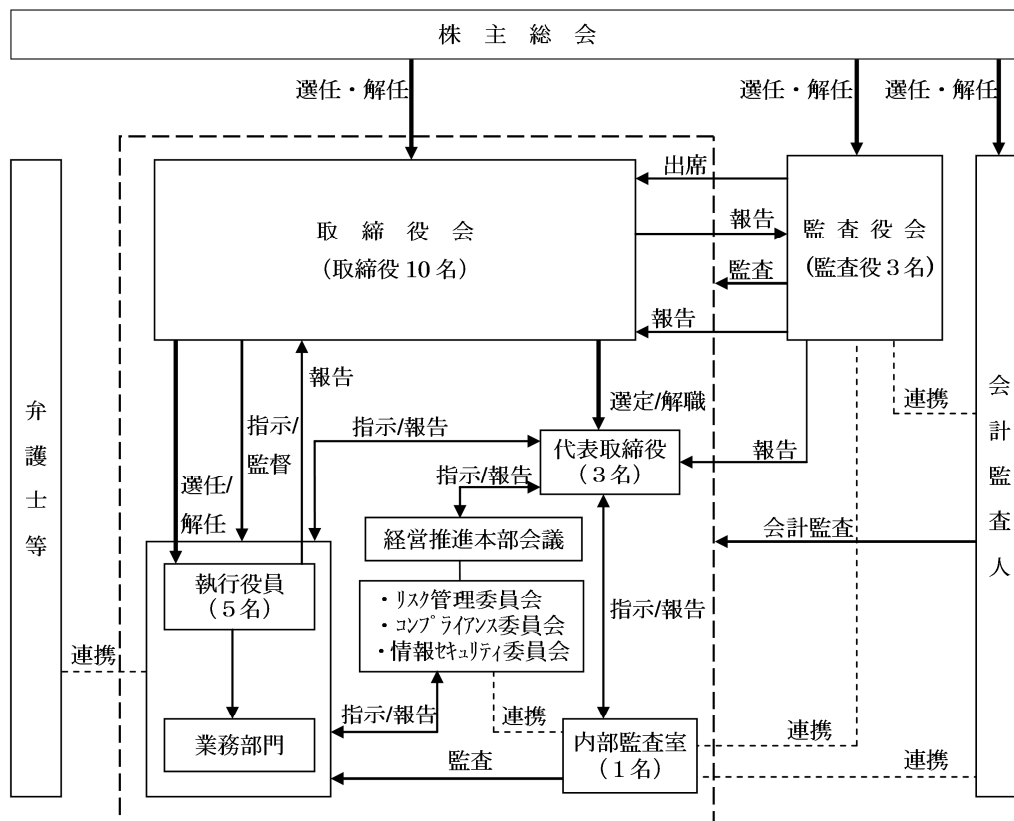 株主総会
選任・解任
選任・解任
選任・解任
取締役会
(取締役10名)
出席
報告
監査
報告
監査役会
(監査役3名)
弁護士等
会計監査人
報告
選定/解職
連携
指示/
監督
指示/報告
選任/
解任
代表取締役
(3名)
報告
指示/報告
経営推進本部会議
会計監査
執行役員
(5名)
・リスク管理委員会
・コンプライアンス委員会
・情報セキュリティ委員会
指示/報告
連携
指示/報告
連携
連携
業務部門
内部監査室
(1名)
監査
連携